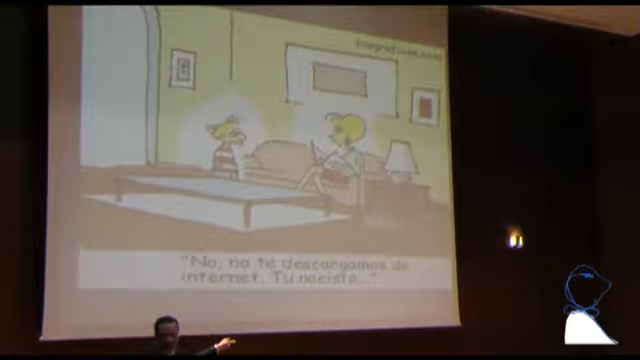 "No, no te descargamos de
internet. Tu naciste..."